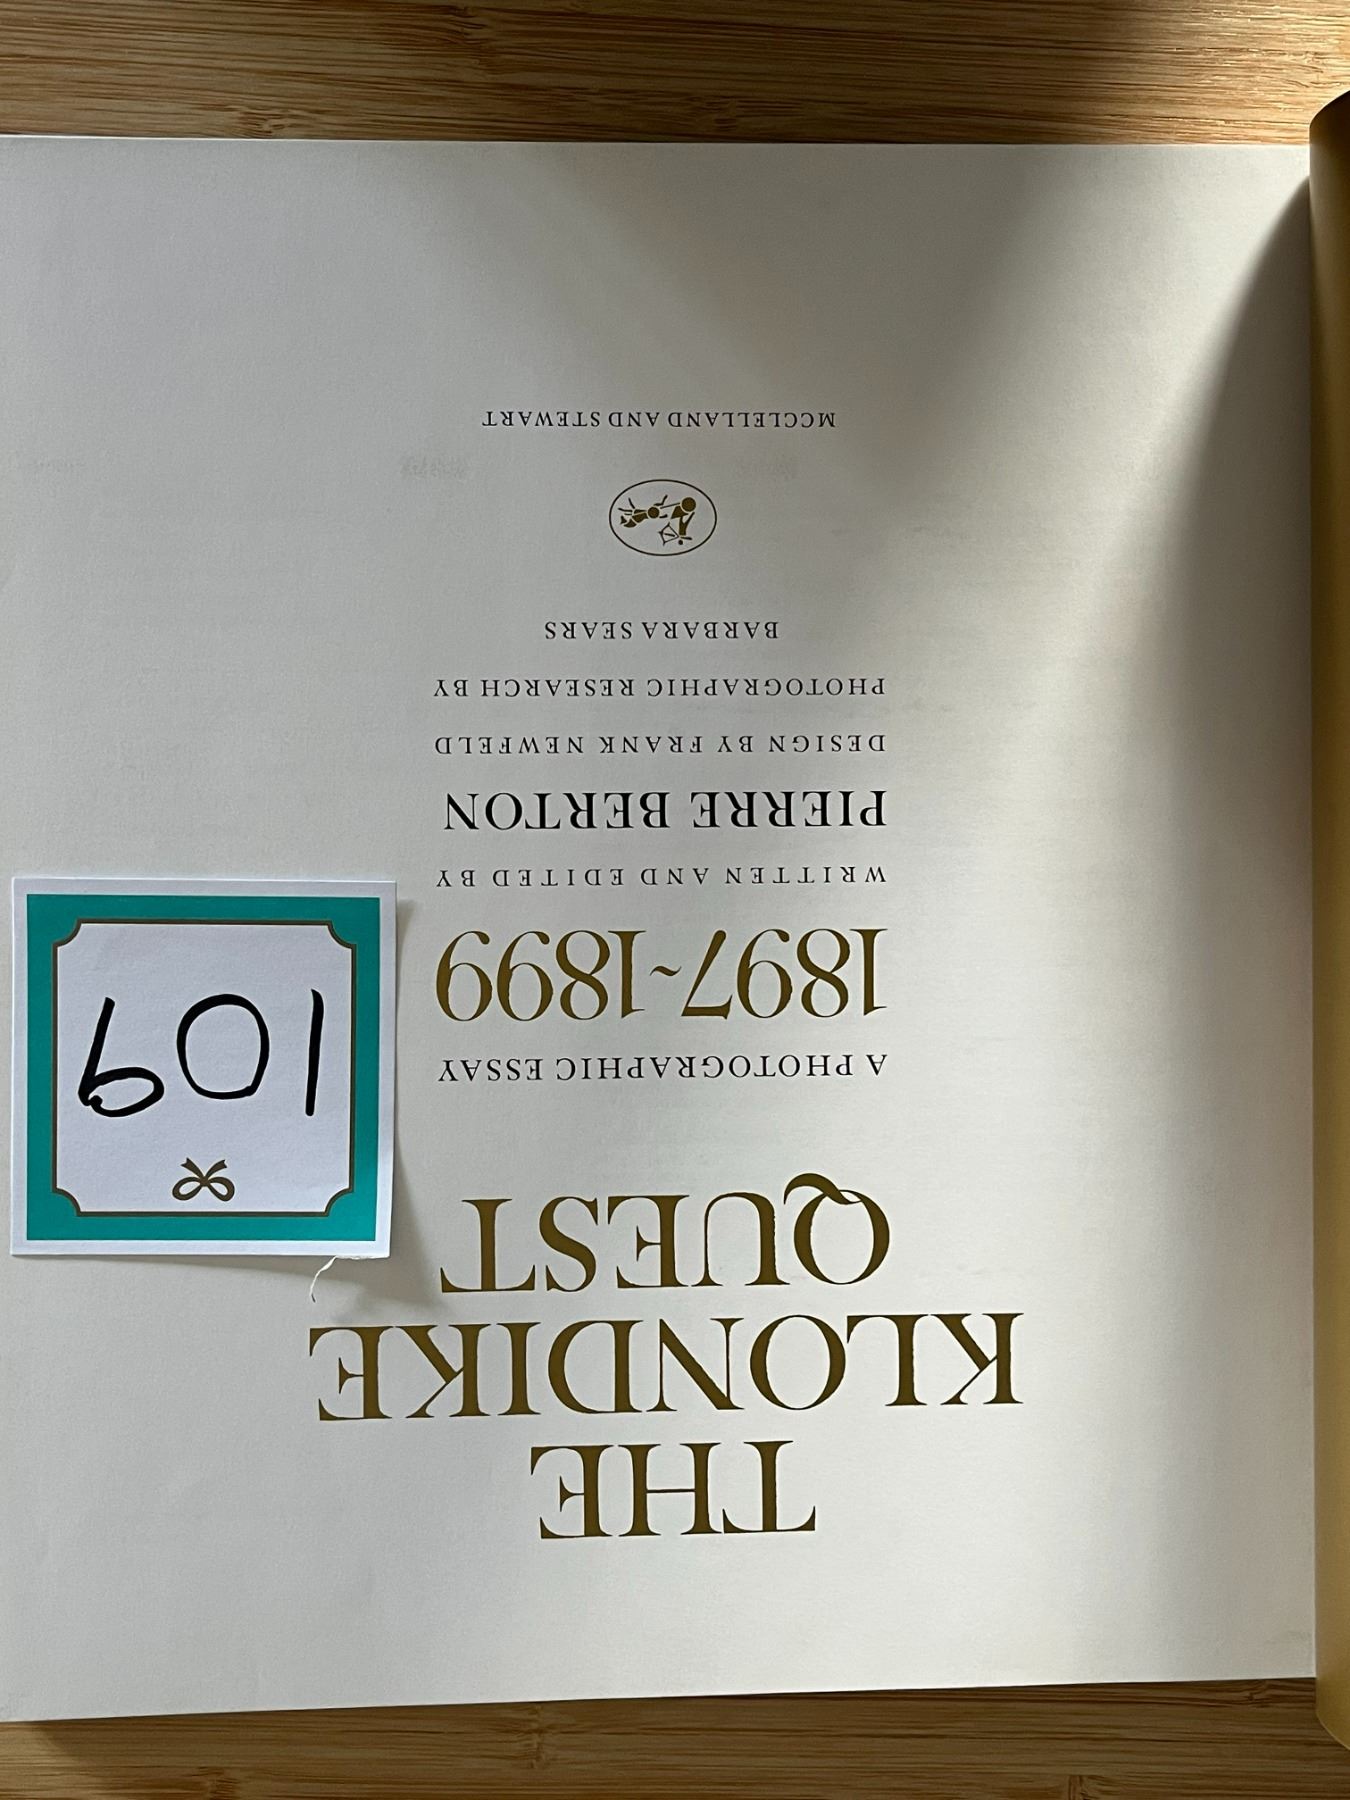 THE
KLONDIKE
QUEST
A PHOTOGRAPHIC ESSAY
1897~1899
WRITTEN AND EDITED BY
PIERRE BERTON
DESIGN BY FRANK NEWFELD
PHOTOGRAPHIC RESEARCH BY
BARBARA SEARS
MCCLELLAND AND STEWART
601